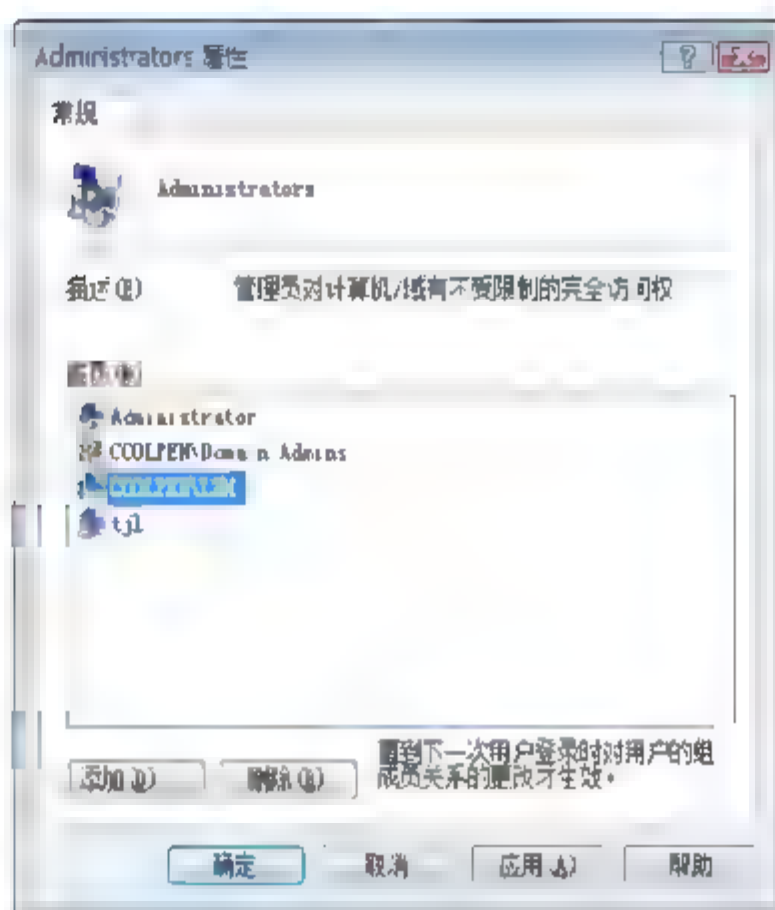 Administrators 属性
常规
Administrators
描述(E)
管理员对计算机/域有不受限制的完全访问权
成员(M)
Administrator
COOLPEN\Domain Admins
tjl
添加(D)
删除(R)
直到下一次用户登录时对用户的组
成员关系的更改才生效。
确定
取消
应用(A)
帮助